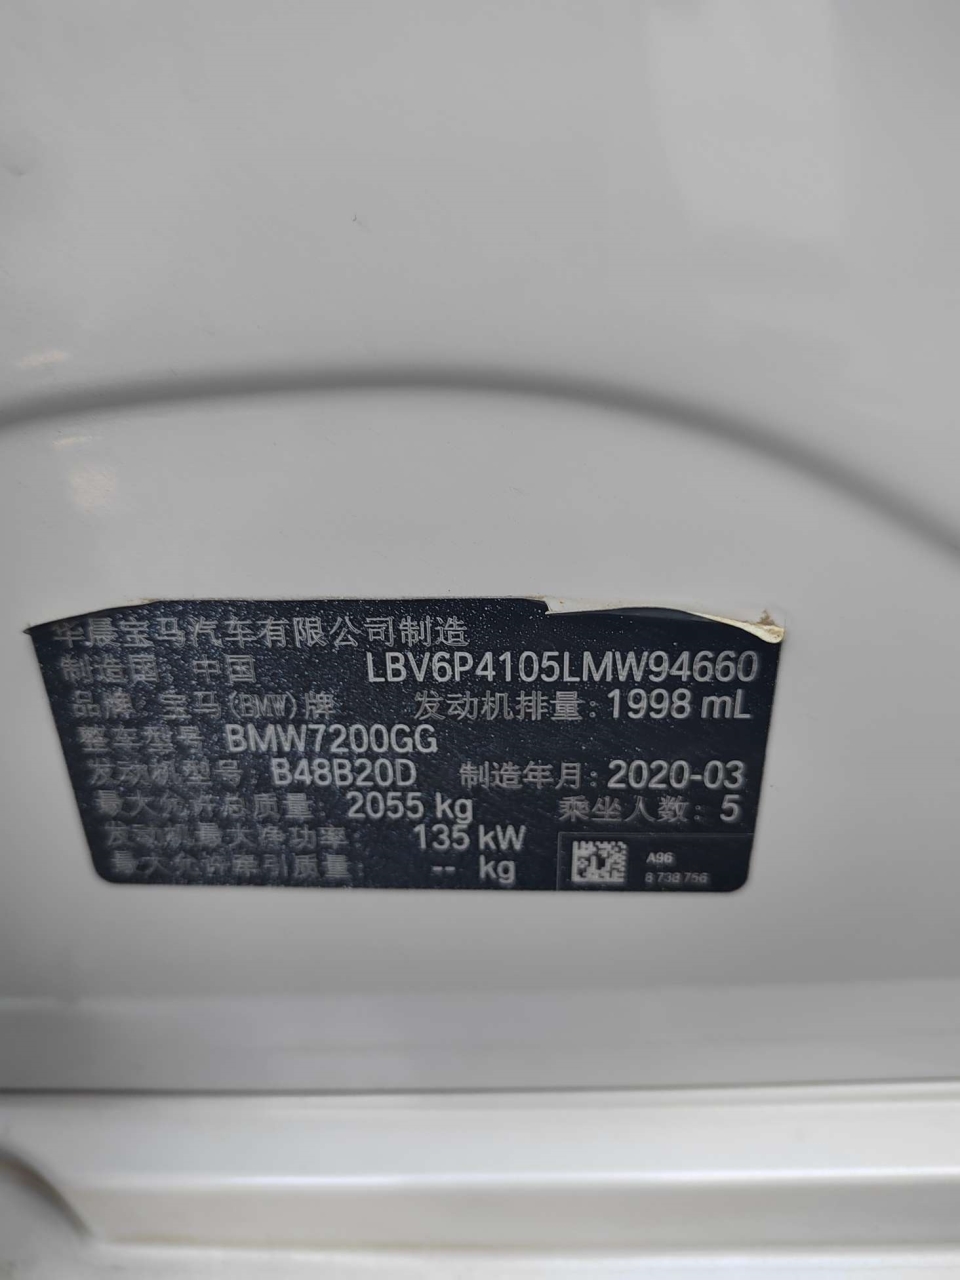 华晨宝马汽车有限公司制造
制造国：中国 LBV6P4105LMW94660
品牌：宝马(BMW)牌 发动机排量：1998 mL
整车型号 BMW7200GG
发动机型号：B48B20D 制造年月：2020-03
最大允许总质量 2055 kg 乘坐人数：5
发动机最大净功率： 135 kW
最大允许牵引质量： -- kg
A96
8 738 756